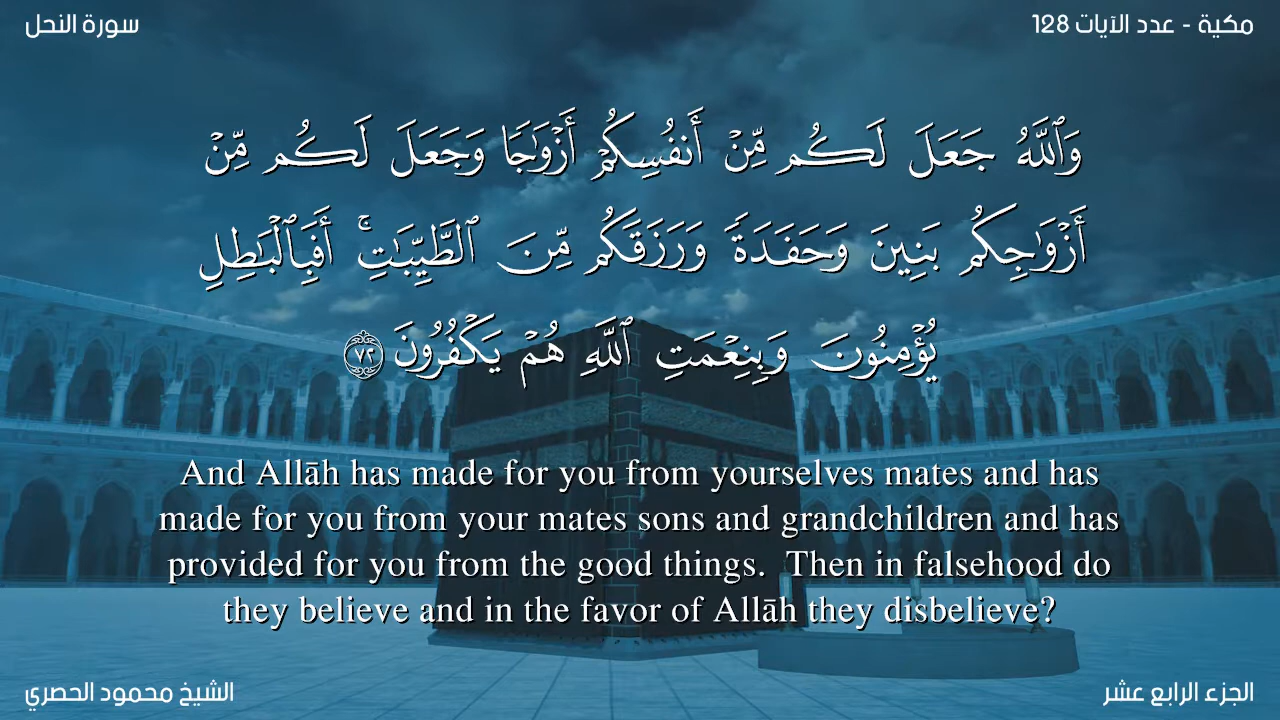 سورة النحل
مكية - عدد الآيات 128
وَٱللَّهُ جَعَلَ لَكُم مِّنْ أَنفُسِكُمْ أَزْوَٰجًا وَجَعَلَ لَكُم مِّنْ
أَزْوَٰجِكُم بَنِينَ وَحَفَدَةً وَرَزَقَكُم مِّنَ ٱلطَّيِّبَٰتِ ۚ أَفَبِٱلْبَٰطِلِ
يُؤْمِنُونَ وَبِنِعْمَتِ ٱللَّهِ هُمْ يَكْفُرُونَ ٧٢
And Allāh has made for you from yourselves mates and has
made for you from your mates sons and grandchildren and has
provided for you from the good things.  Then in falsehood do
they believe and in the favor of Allāh they disbelieve?
الشيخ محمود الحصري
الجزء الرابع عشر